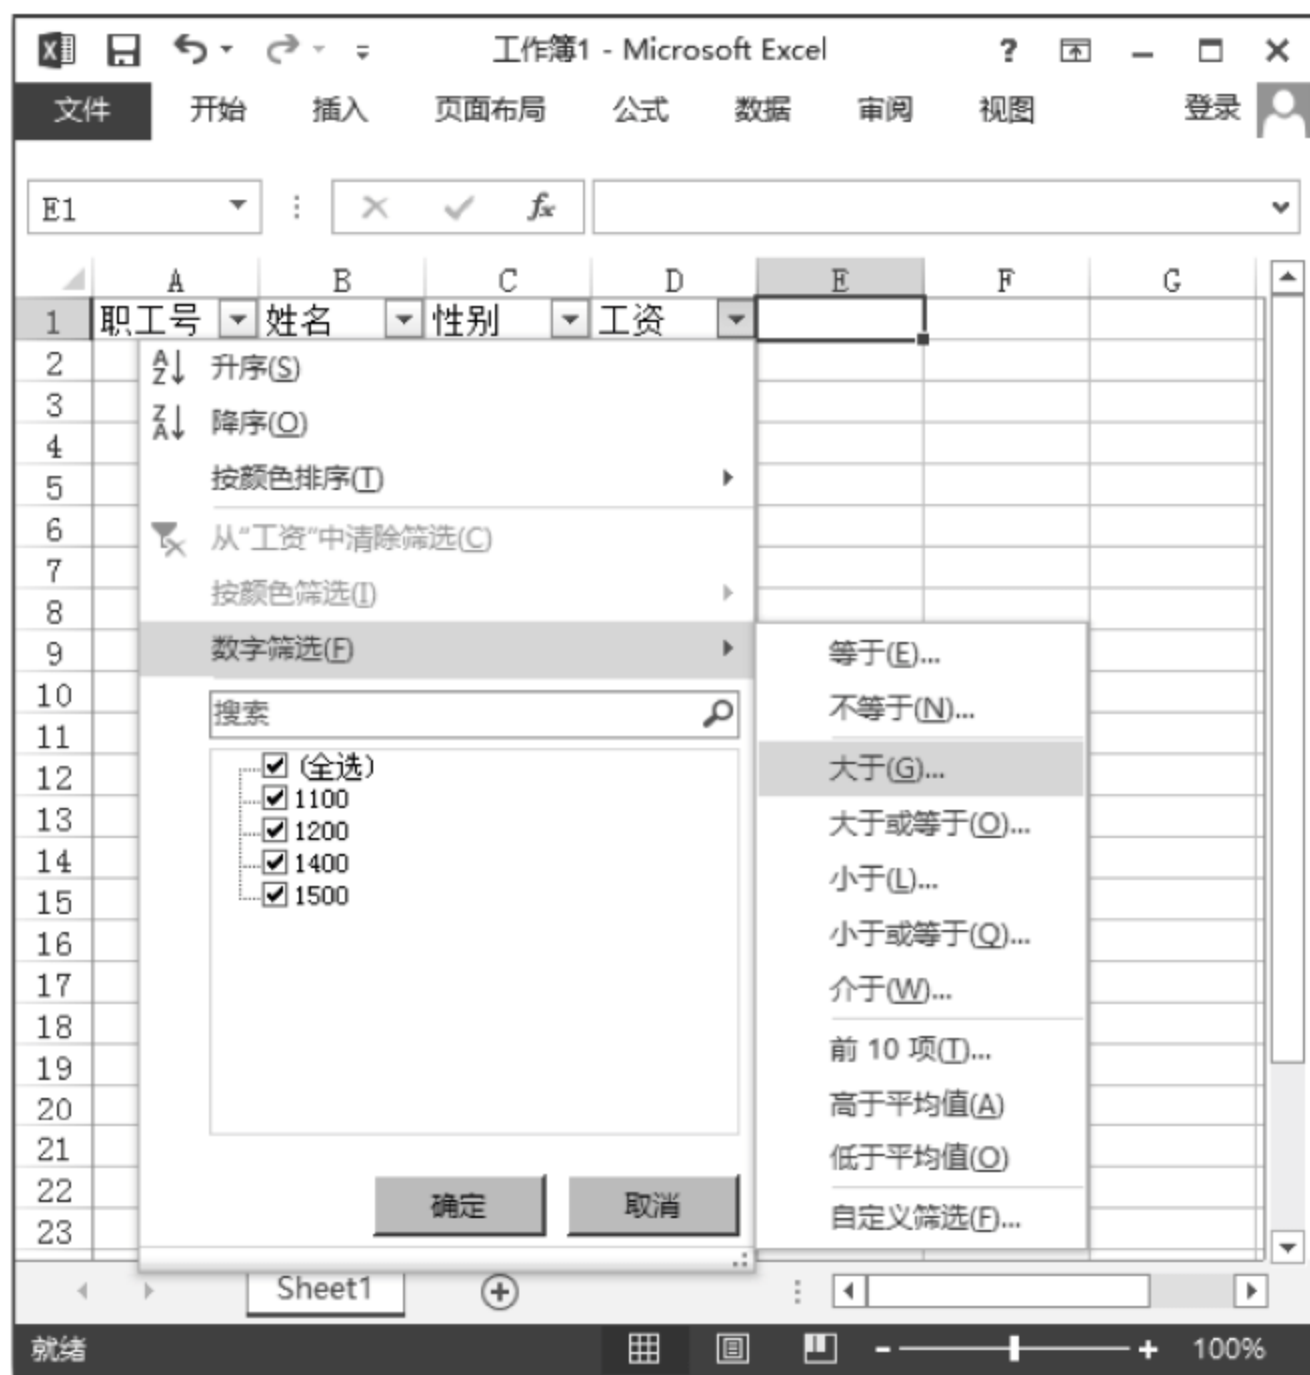 工作簿1 - Microsoft Excel ?
文件 开始 插入 页面布局 公式 数据 审阅 视图 登录
E1 fx
A B C D E F G
1 职工号 姓名 性别 工资
2
3
4
5
6
7
8
9
10
11
12
13
14
15
16
17
18
19
20
21
22
23
升序(S)
降序(O)
按颜色排序(T)
从“工资”中清除筛选(C)
按颜色筛选(I)
数字筛选(F)
搜索
(全选)
1100
1200
1400
1500
确定 取消
等于(E)...
不等于(N)...
大于(G)...
大于或等于(O)...
小于(L)...
小于或等于(Q)...
介于(W)...
前 10 项(T)...
高于平均值(A)
低于平均值(O)
自定义筛选(F)...
Sheet1
就绪 100%